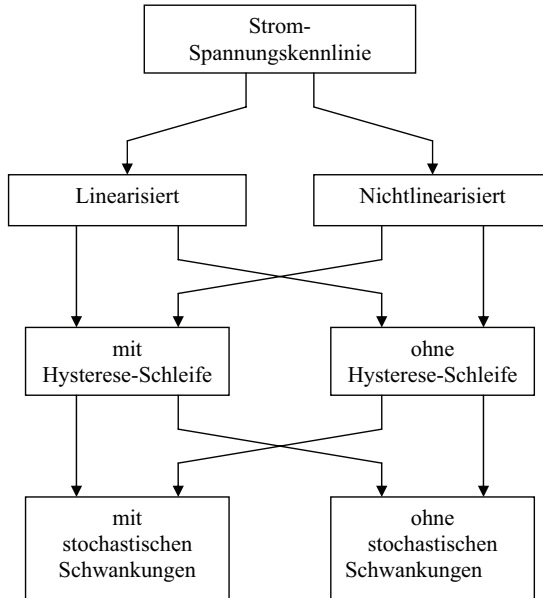 Strom-
Spannungskennlinie
Linearisiert
Nichtlinearisiert
mit
Hysterese-Schleife
ohne
Hysterese-Schleife
mit
stochastischen
Schwankungen
ohne
stochastischen
Schwankungen